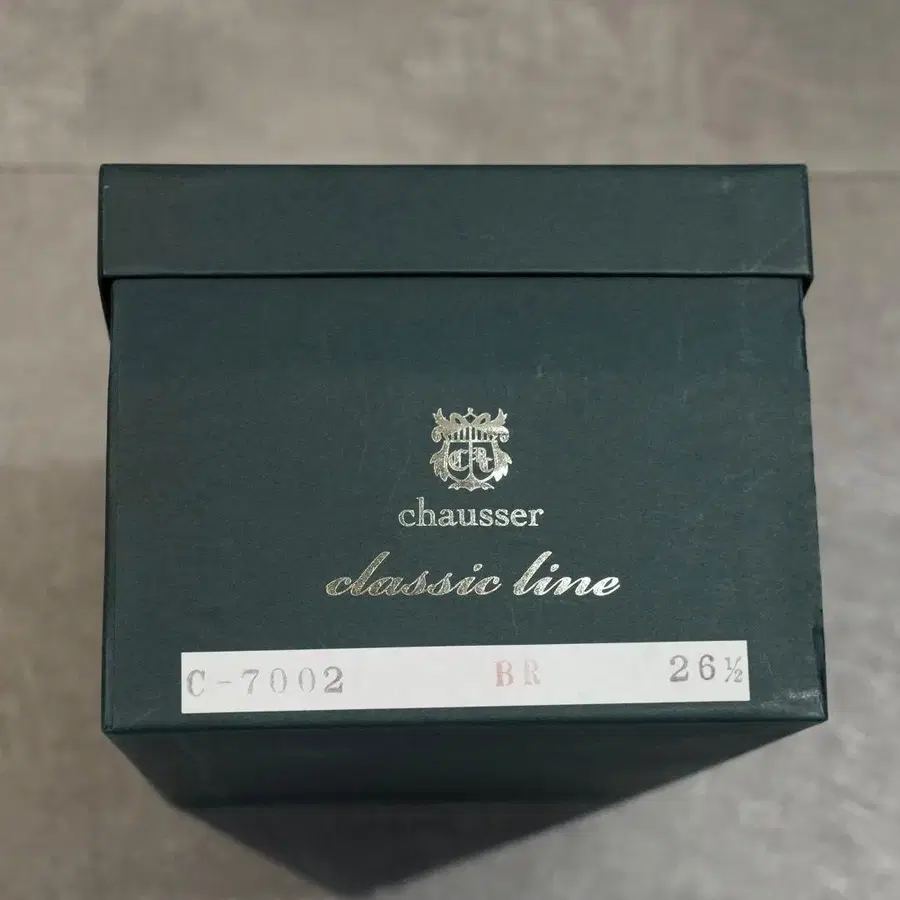 chausser
classic line
C-7002 BR 26½